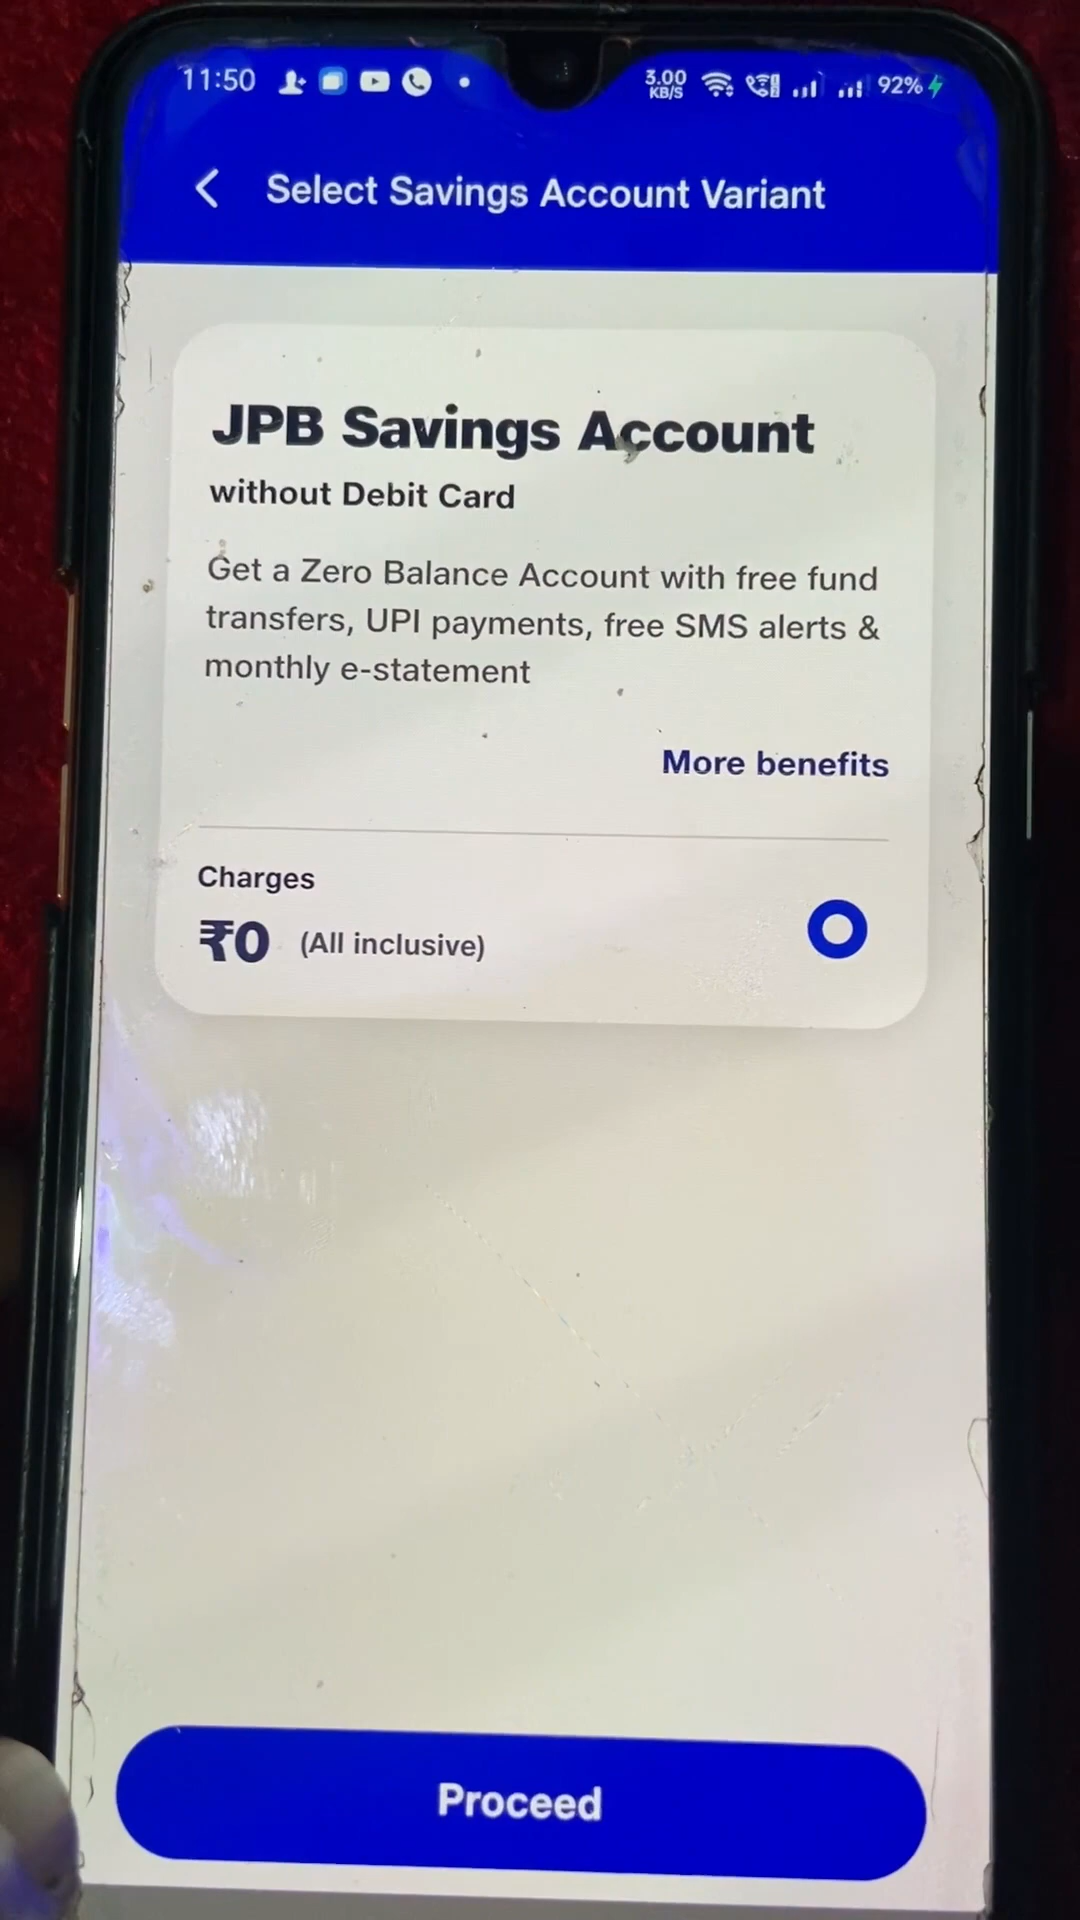 11:50
3.00
KB/S
92%
Select Savings Account Variant
JPB Savings Account
without Debit Card
Get a Zero Balance Account with free fund
transfers, UPI payments, free SMS alerts &
monthly e-statement
More benefits
Charges
₹0 (All inclusive)
Proceed